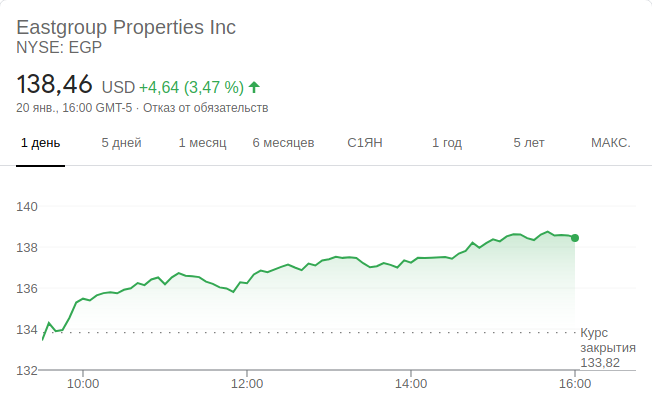 Eastgroup Properties Inc
NYSE: EGP
138,46 USD +4,64 (3,47 %)
20 янв., 16:00 GMT-5 · Отказ от обязательств
1 день 5 дней 1 месяц 6 месяцев С1ЯН 1 год 5 лет МАКС.
140
138
136
134
132
Курс
закрытия
133,82
10:00 12:00 14:00 16:00